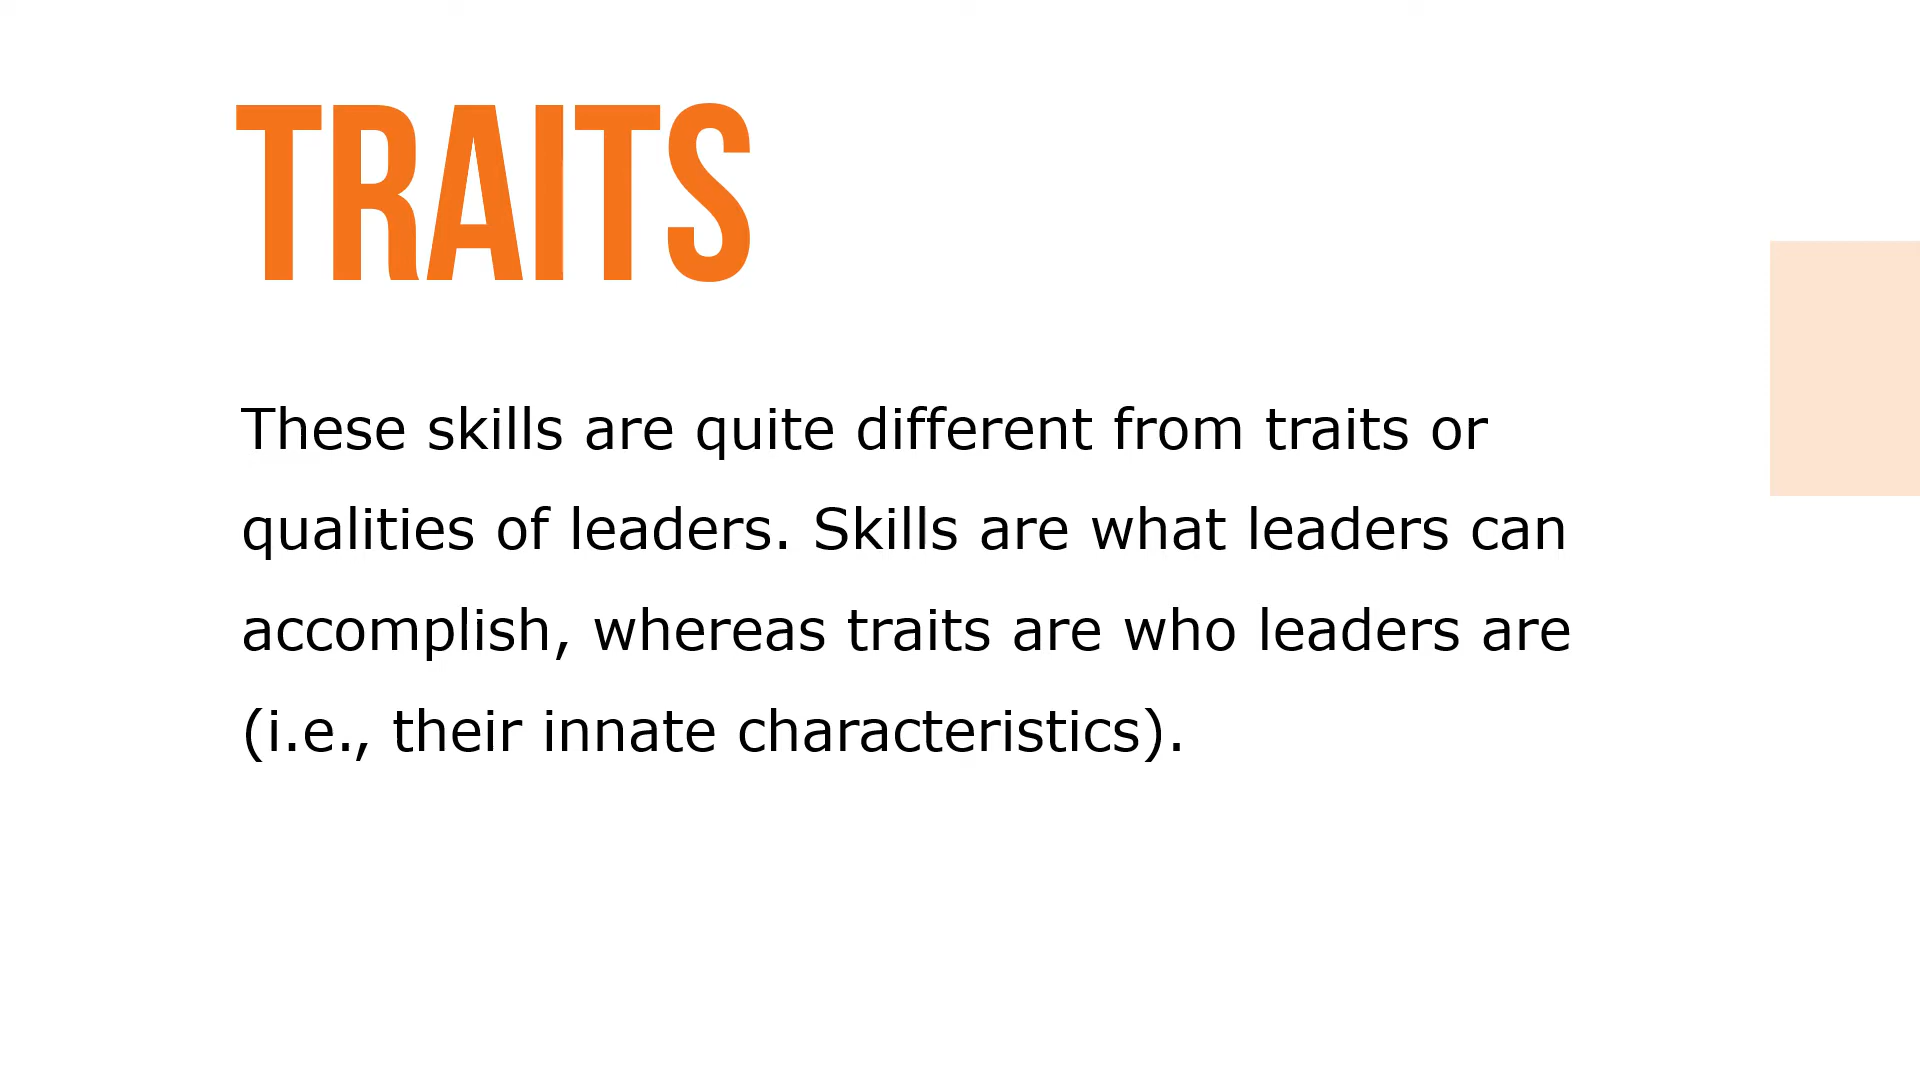 TRAITS
These skills are quite different from traits or
qualities of leaders. Skills are what leaders can
accomplish, whereas traits are who leaders are
(i.e., their innate characteristics).